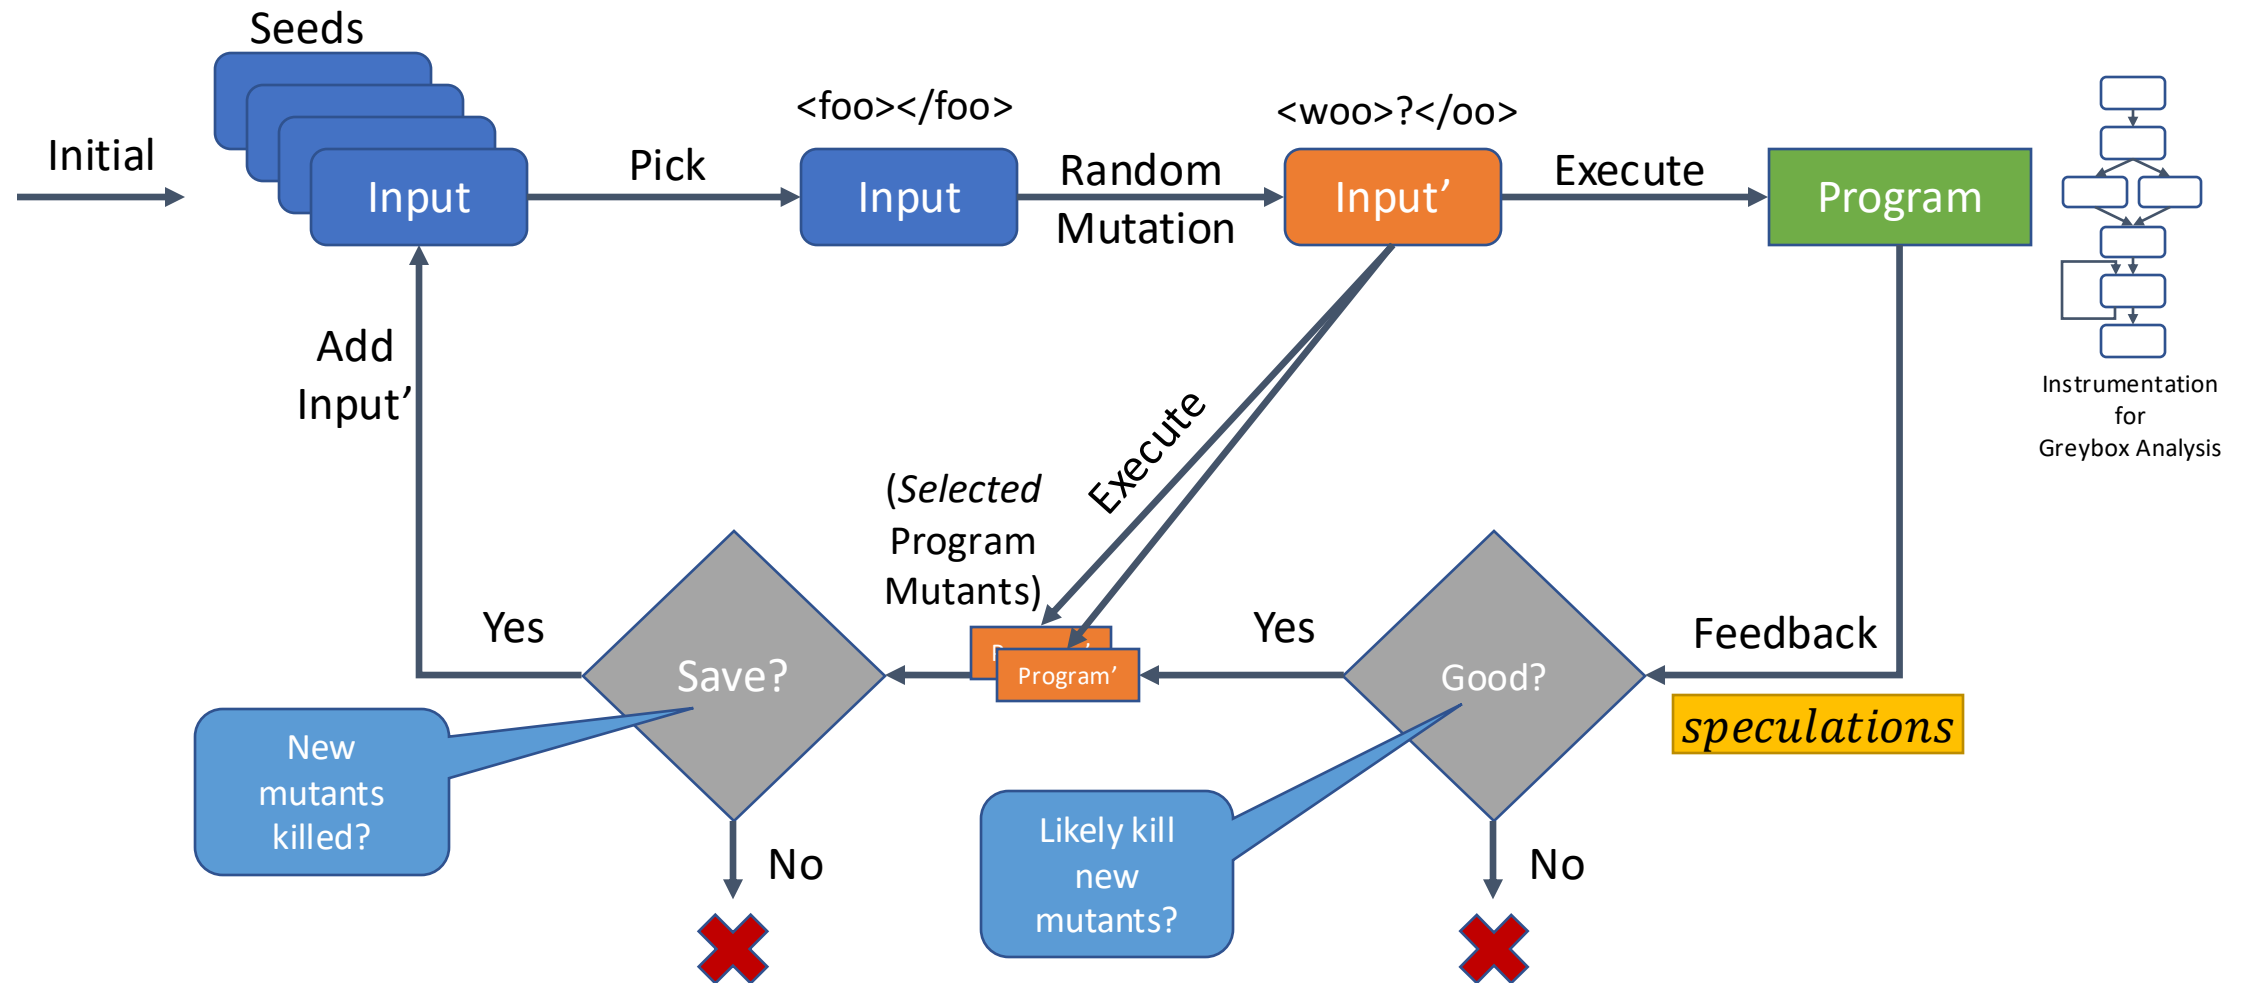 Seeds
Initial
Input
Pick
<foo></foo>
Input
Random
Mutation
<woo>?</oo>
Input’
Execute
Program
Instrumentation
for
Greybox Analysis
Add
Input’
Execute
(Selected
Program
Mutants)
Yes
Save?
Program’
Yes
Good?
Feedback
speculations
New
mutants
killed?
No
Likely kill
new
mutants?
No